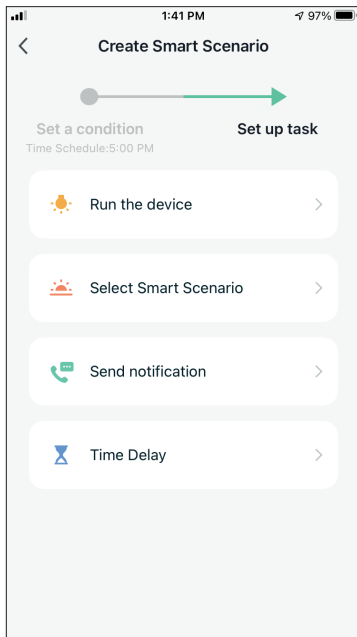 1:41 PM
97%
Create Smart Scenario
Set a condition
Set up task
Time Schedule:5:00 PM
Run the device
Select Smart Scenario
Send notification
Time Delay